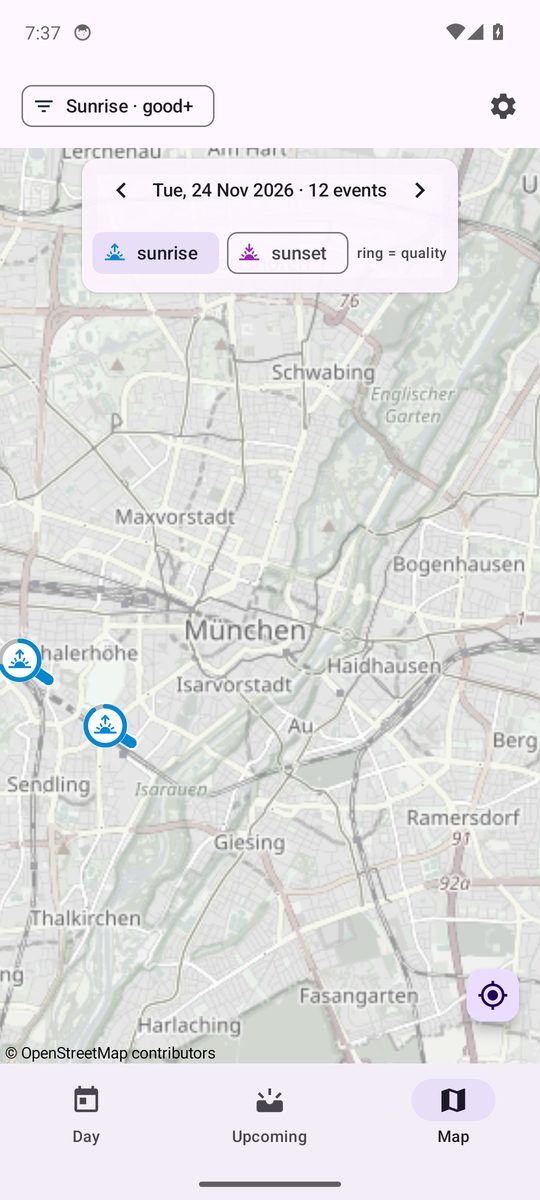 7:37
Sunrise · good+
Lerchenau
Am Hart
Tue, 24 Nov 2026 · 12 events
sunrise
sunset
ring = quality
76
Schwabing
Englischer
Garten
Maxvorstadt
Bogenhausen
München
halerhöhe
Haidhausen
Isarvorstadt
Au
Berg
Sendling
Isarauen
Ramersdorf
Giesing
91
92a
Thalkirchen
ng
Fasangarten
Harlaching
© OpenStreetMap contributors
Day
Upcoming
Map